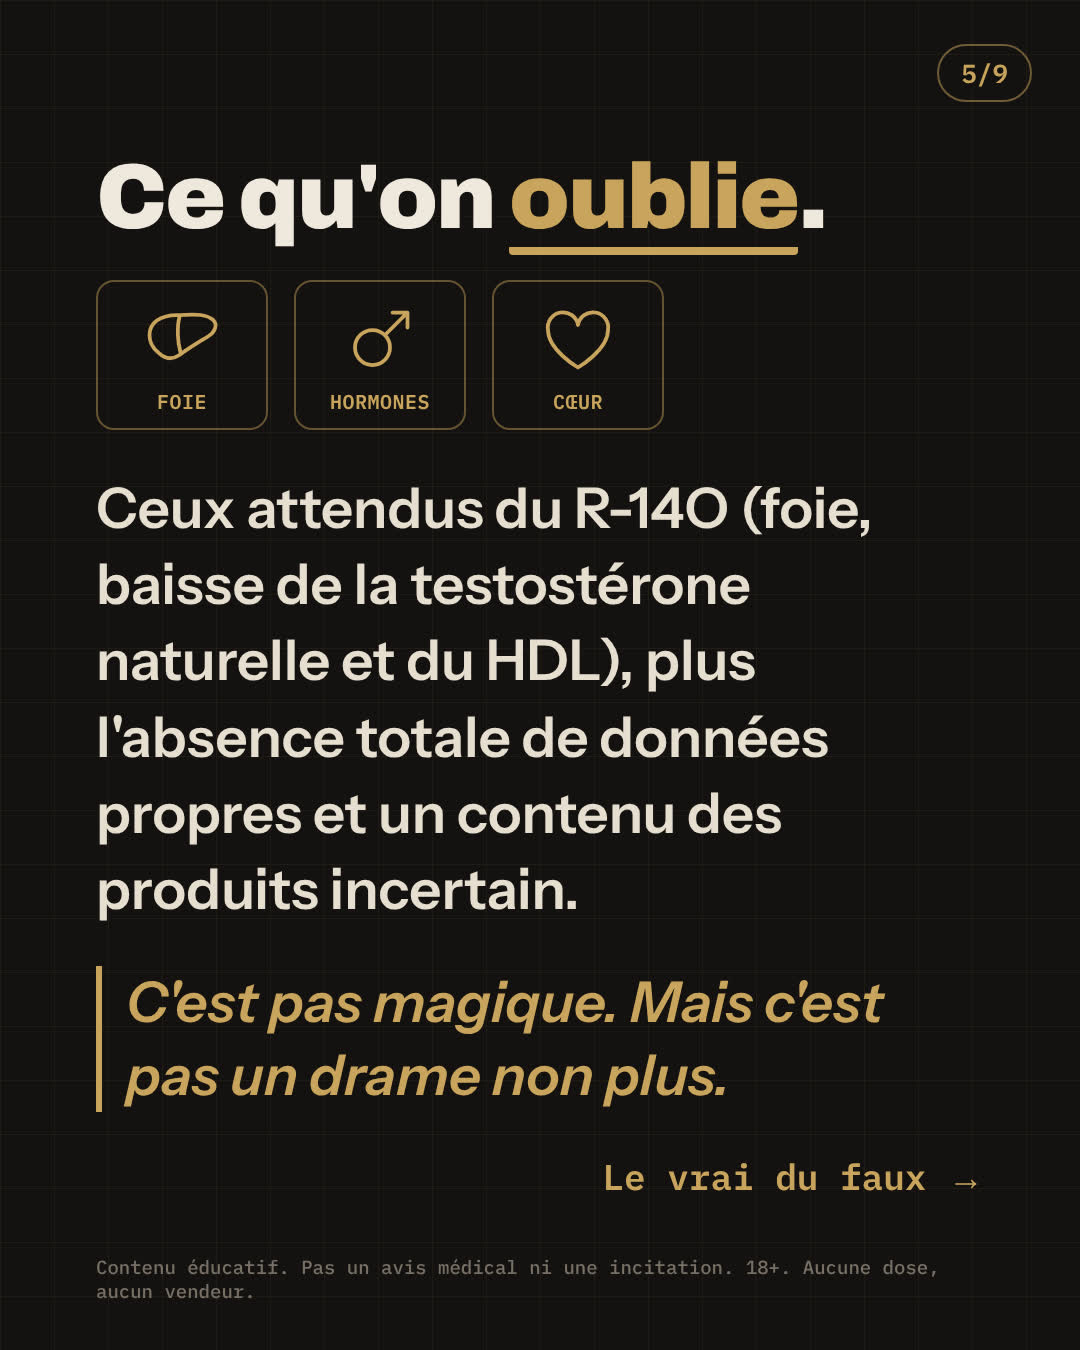 5/9
Ce qu'on oublie.
FOIE
HORMONES
CŒUR
Ceux attendus du R-140 (foie,
baisse de la testostérone
naturelle et du HDL), plus
l'absence totale de données
propres et un contenu des
produits incertain.
C'est pas magique. Mais c'est
pas un drame non plus.
Le vrai du faux →
Contenu éducatif. Pas un avis médical ni une incitation. 18+. Aucune dose,
aucun vendeur.